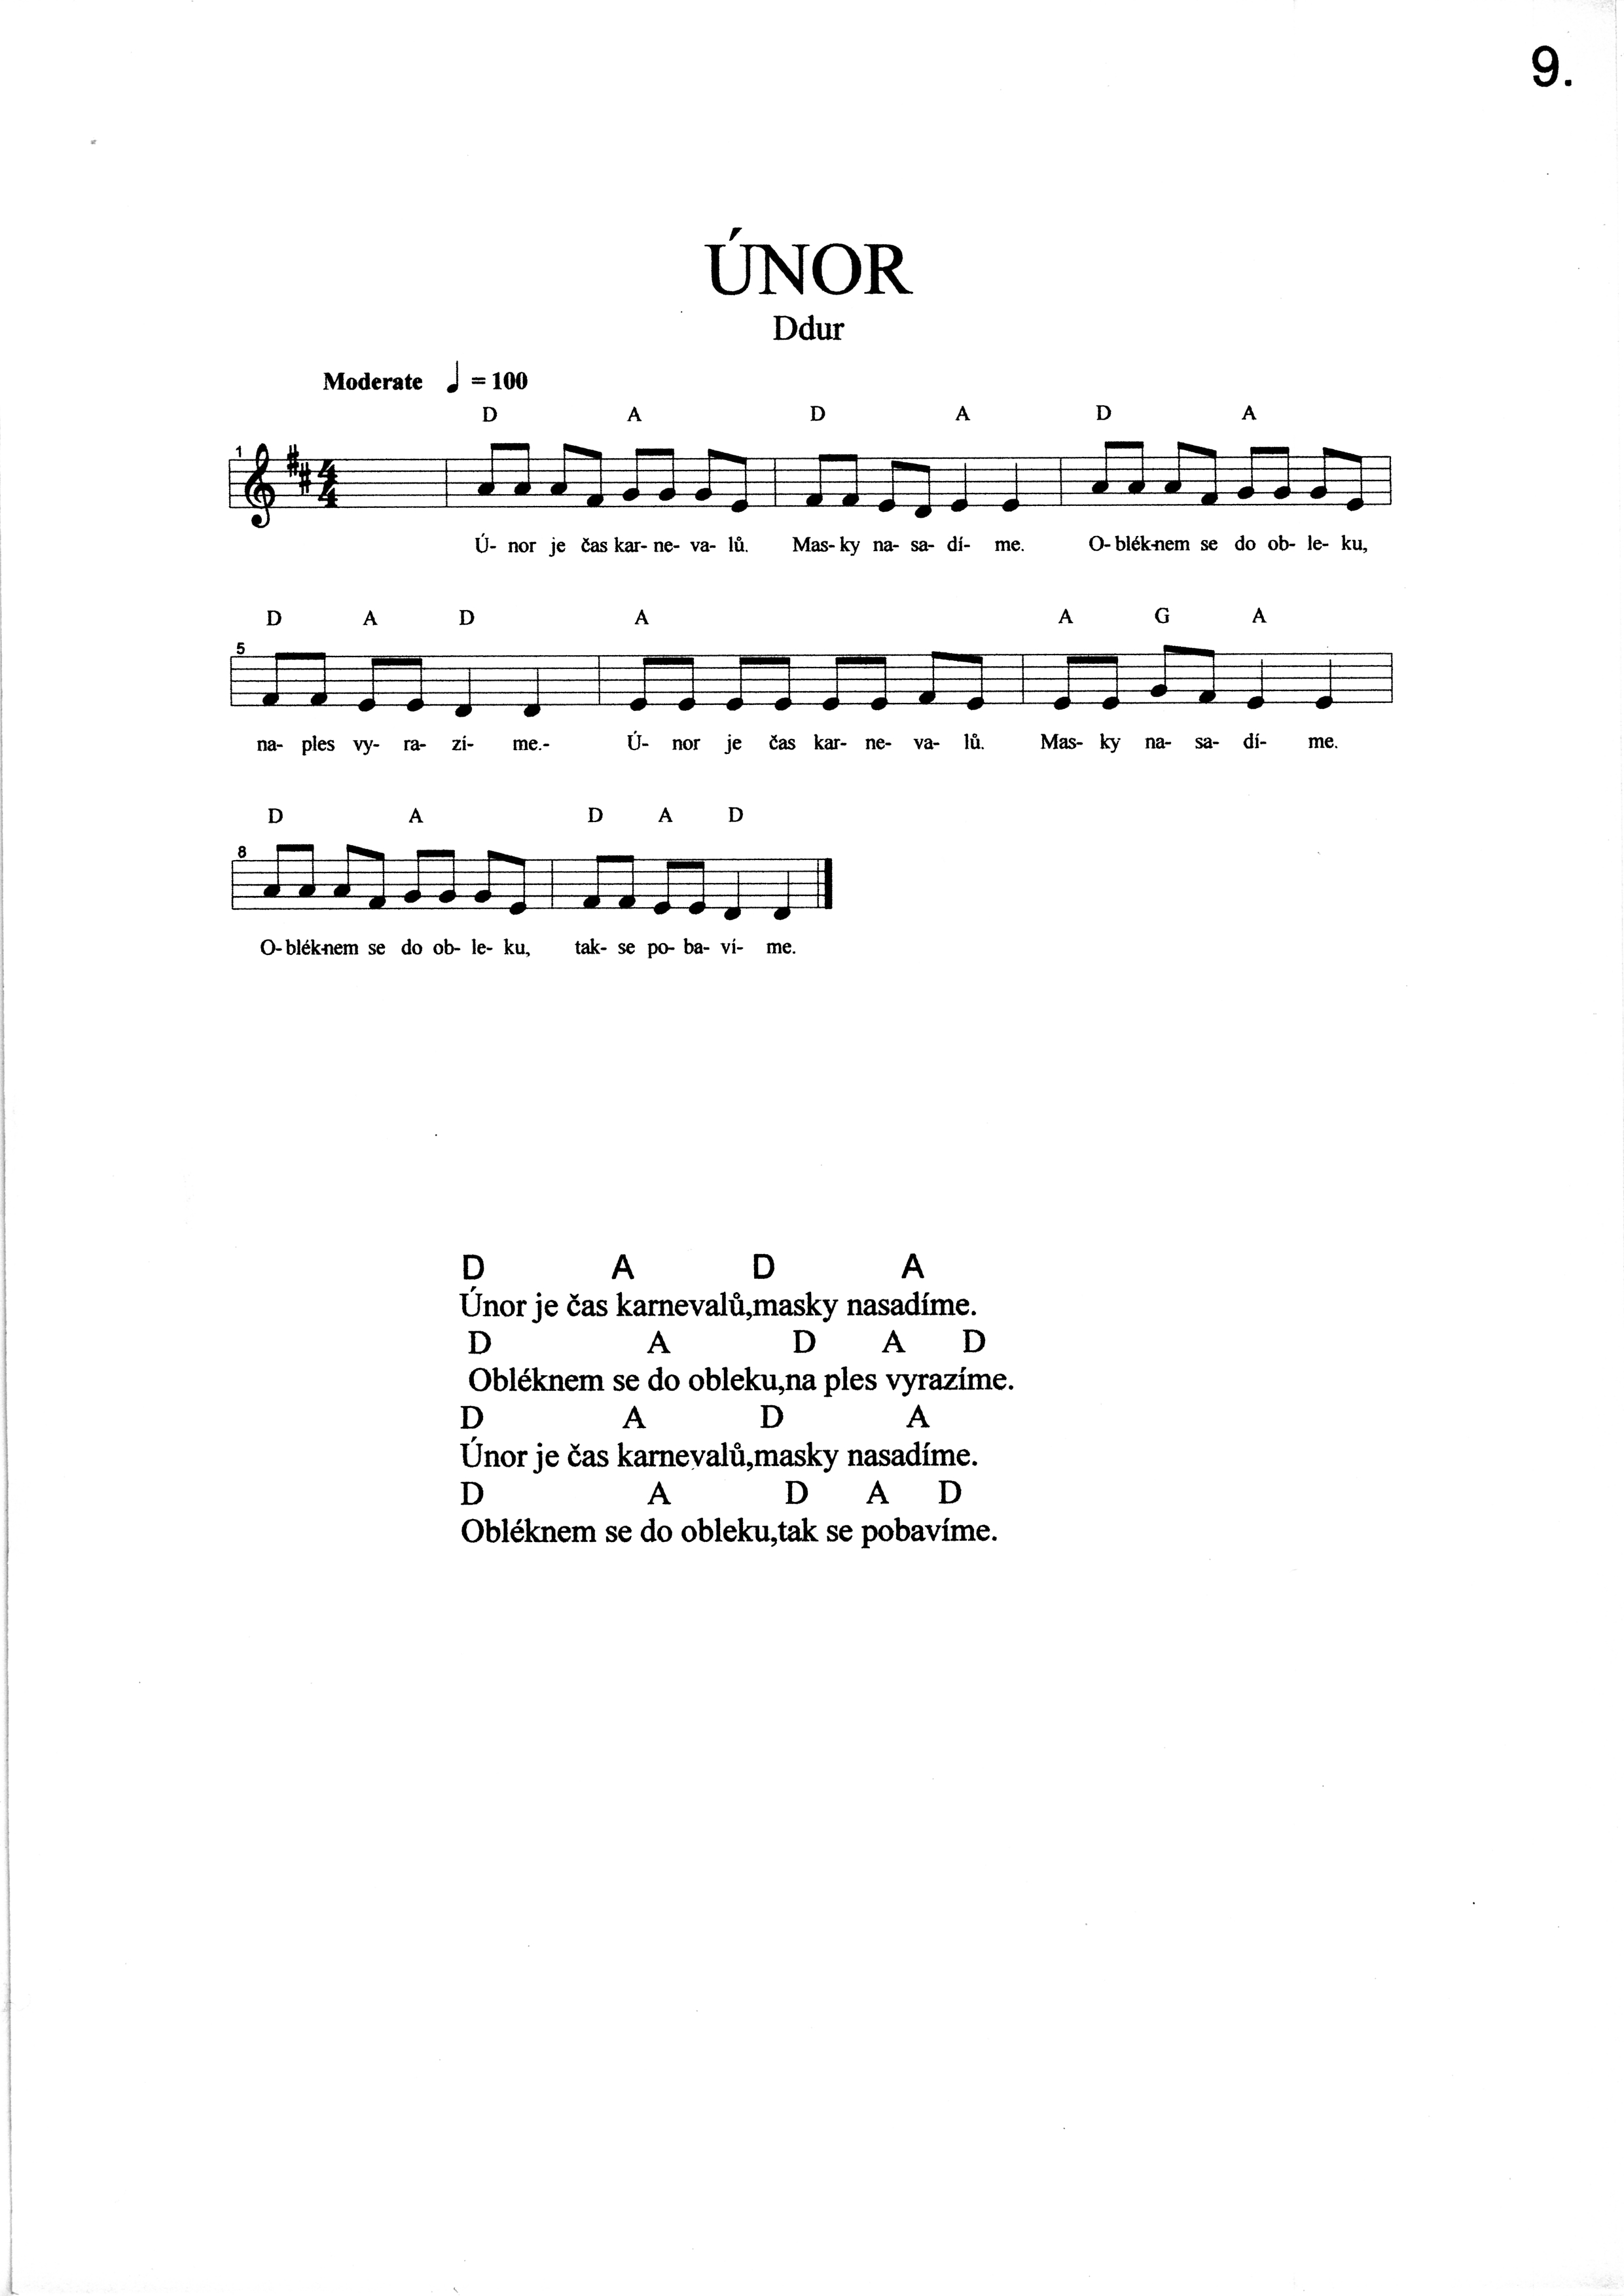 9.
ÚNOR
Ddur
Moderate ♩ = 100
D A D A D A
1
Ú- nor je čas kar- ne- va- lů. Mas- ky na- sa- dí- me. O- blék-nem se do ob- le- ku,
D A D A A G A
5
na- ples vy- ra- zí- me.- Ú- nor je čas kar- ne- va- lů. Mas- ky na- sa- dí- me.
D A D A D
8
O- blék-nem se do ob- le- ku, tak- se po- ba- ví- me.
D A D A
Únor je čas karnevalů,masky nasadíme.
D A D A D
Obléknem se do obleku,na ples vyrazíme.
D A D A
Únor je čas karnevalů,masky nasadíme.
D A D A D
Obléknem se do obleku,tak se pobavíme.